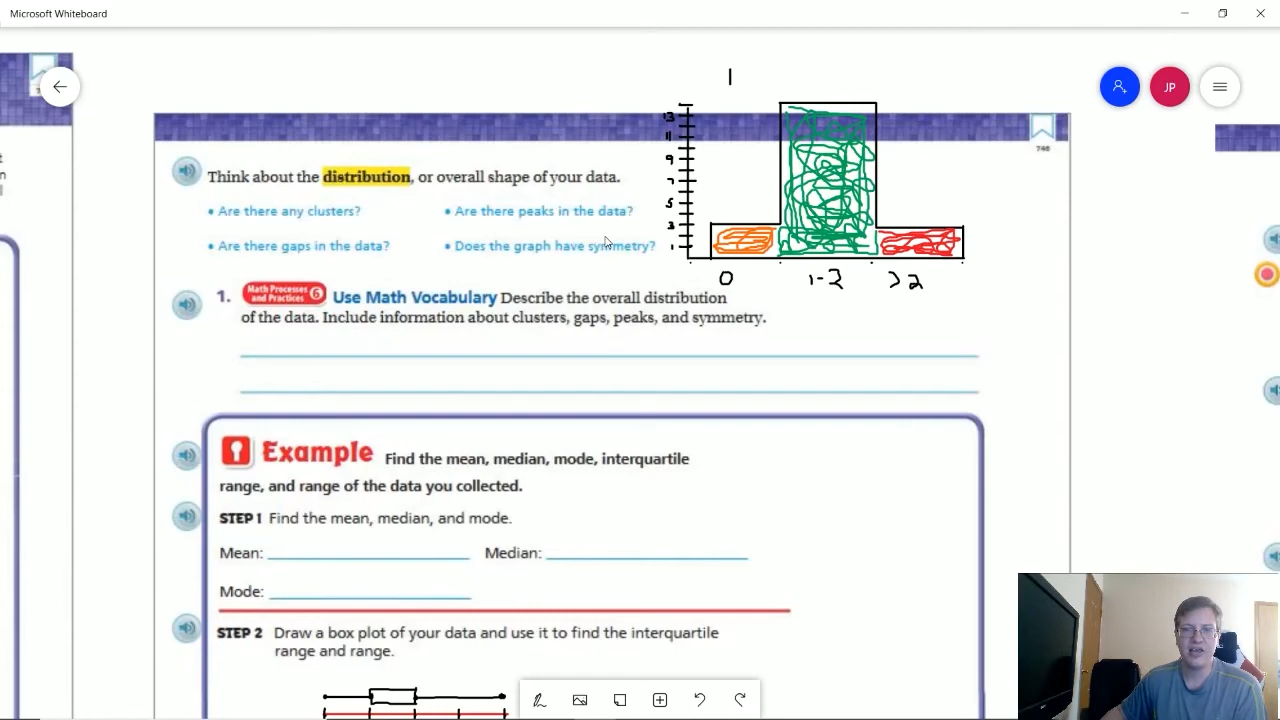 Microsoft Whiteboard
JP
746
Think about the distribution, or overall shape of your data.
• Are there any clusters?
• Are there peaks in the data?
• Are there gaps in the data?
• Does the graph have symmetry?
13
11
9
7
5
3
1
0 1-2 >2
1. Math Processes and Practices 6 Use Math Vocabulary Describe the overall distribution
of the data. Include information about clusters, gaps, peaks, and symmetry.
Example Find the mean, median, mode, interquartile
range, and range of the data you collected.
STEP 1 Find the mean, median, and mode.
Mean: Median:
Mode:
STEP 2 Draw a box plot of your data and use it to find the interquartile
range and range.